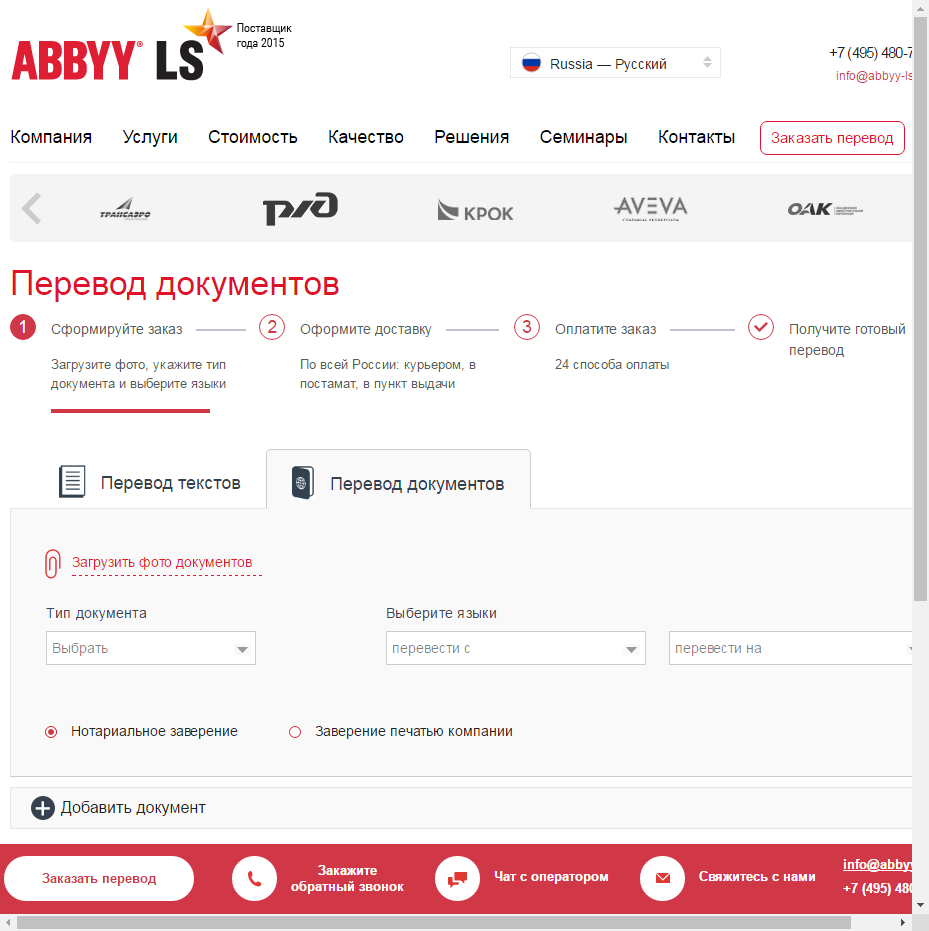 ABBYY® LS
Поставщик
года 2015
Russia — Русский
+7 (495) 480-7
info@abbyy-ls
Компания Услуги Стоимость Качество Решения Семинары Контакты Заказать перевод
ТРАНСАЭРО РЖД КРОК AVEVA ОАК
Перевод документов
1 Сформируйте заказ 2 Оформите доставку 3 Оплатите заказ Получите готовый
перевод
Загрузите фото, укажите тип По всей России: курьером, в 24 способа оплаты
документа и выберите языки постамат, в пункт выдачи
Перевод текстов Перевод документов
Загрузить фото документов
Тип документа Выберите языки
Выбрать перевести с перевести на
Нотариальное заверение Заверение печатью компании
Добавить документ
Заказать перевод
Закажите
обратный звонок
Чат с оператором
Свяжитесь с нами
info@abbyy
+7 (495) 480